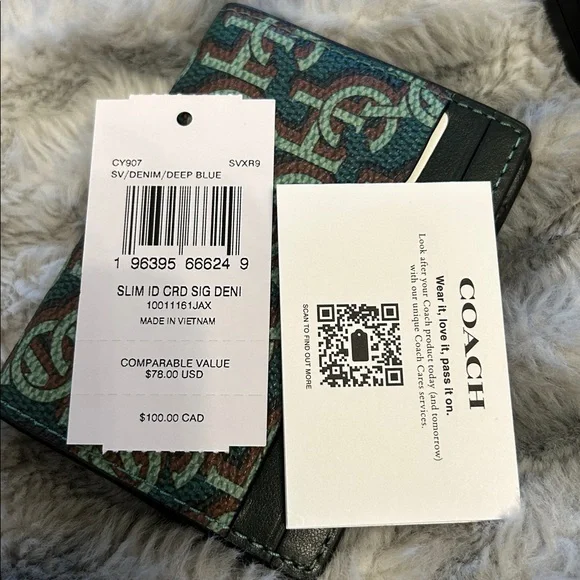 CY907 SVXR9
SV/DENIM/DEEP BLUE
1 96395 66624 9
SLIM ID CRD SIG DENI
10011161JAX
MADE IN VIETNAM
COMPARABLE VALUE
$78.00 USD
$100.00 CAD
COACH
Wear it, love it, pass it on.
Look after your Coach product today (and tomorrow)
with our unique Coach Cares services.
SCAN TO FIND OUT MORE